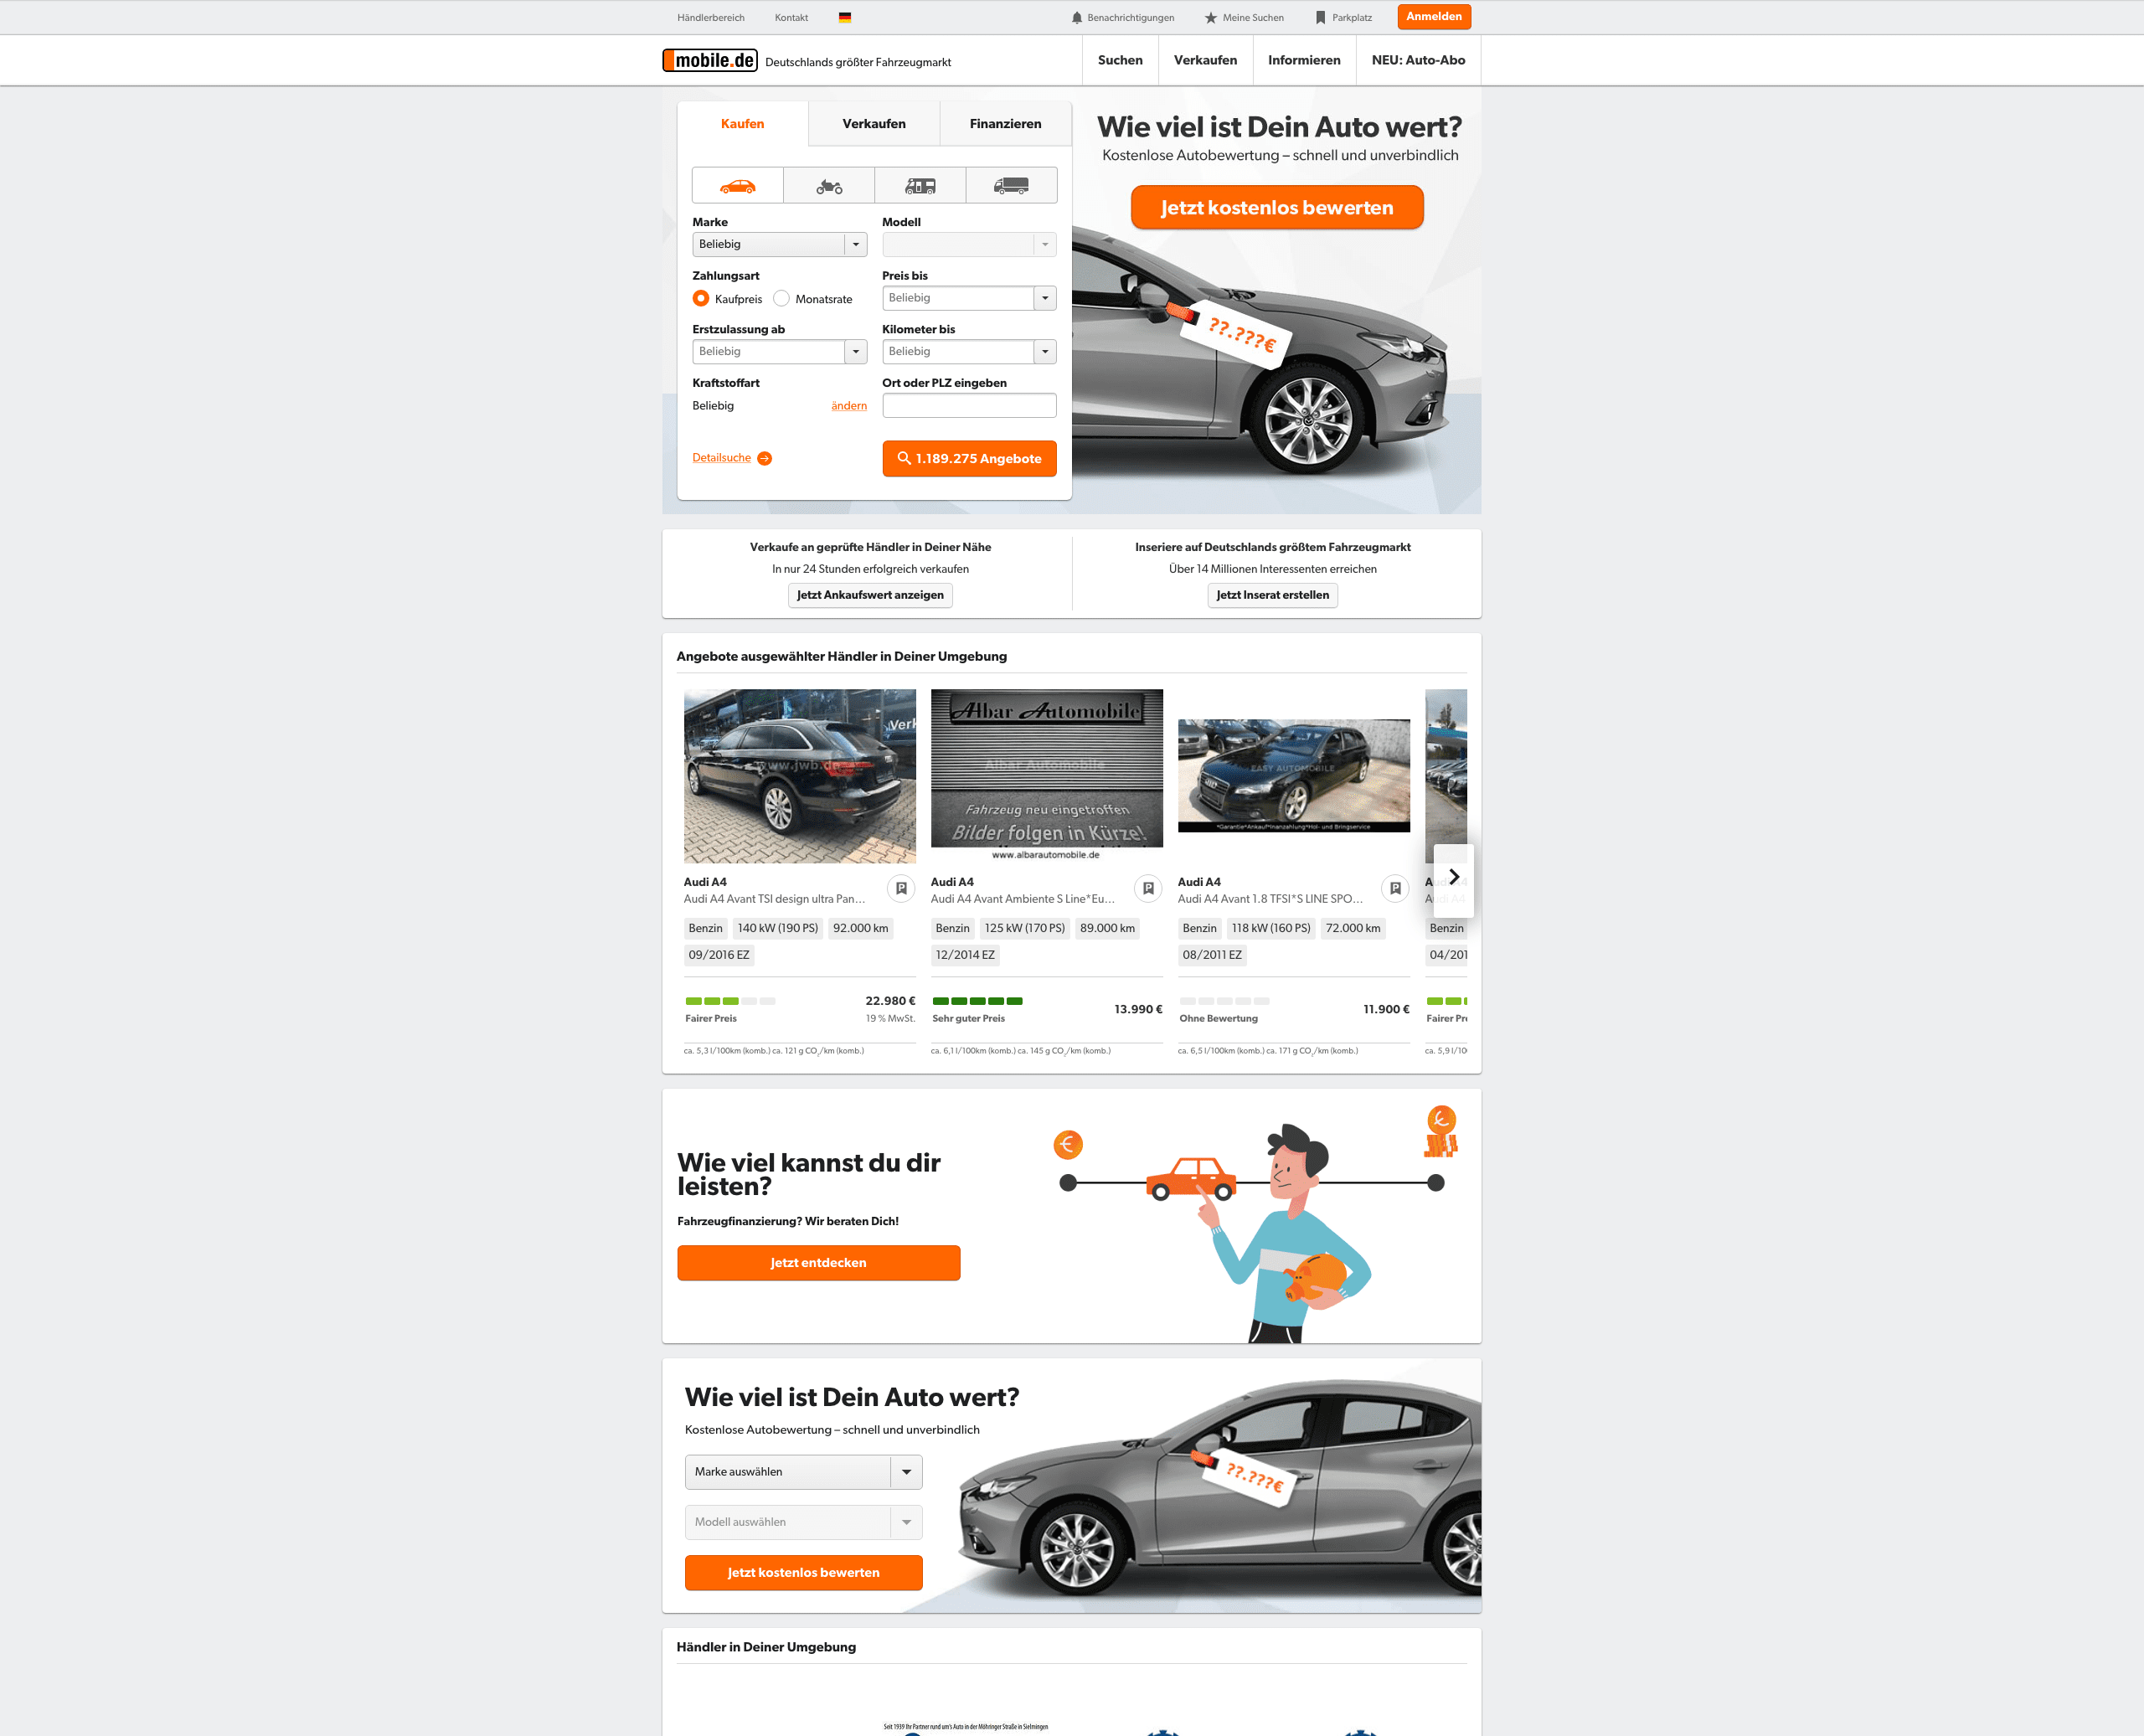 Händlerbereich Kontakt Benachrichtigungen Meine Suchen Parkplatz Anmelden
mobile.de Deutschlands größter Fahrzeugmarkt Suchen Verkaufen Informieren NEU: Auto-Abo
Kaufen Verkaufen Finanzieren
Wie viel ist Dein Auto wert?
Kostenlose Autobewertung – schnell und unverbindlich
Jetzt kostenlos bewerten
??.???€
Marke Modell
Beliebig
Zahlungsart Preis bis
Kaufpreis Monatsrate Beliebig
Erstzulassung ab Kilometer bis
Beliebig Beliebig
Kraftstoffart Ort oder PLZ eingeben
Beliebig ändern
Detailsuche 1.189.275 Angebote
Verkaufe an geprüfte Händler in Deiner Nähe
In nur 24 Stunden erfolgreich verkaufen
Jetzt Ankaufswert anzeigen
Inseriere auf Deutschlands größtem Fahrzeugmarkt
Über 14 Millionen Interessenten erreichen
Jetzt Inserat erstellen
Angebote ausgewählter Händler in Deiner Umgebung
Verk
www.jwb.de
Audi A4
Audi A4 Avant TSI design ultra Pan...
Benzin 140 kW (190 PS) 92.000 km
09/2016 EZ
22.980 €
Fairer Preis 19 % MwSt.
ca. 5,3 l/100km (komb.) ca. 121 g CO2/km (komb.)
Albar Automobile
Albar Automobile
Fahrzeug neu eingetroffen
Bilder folgen in Kürze!
www.albarautomobile.de
Audi A4
Audi A4 Avant Ambiente S Line*Eu...
Benzin 125 kW (170 PS) 89.000 km
12/2014 EZ
13.990 €
Sehr guter Preis
ca. 6,1 l/100km (komb.) ca. 145 g CO2/km (komb.)
EASY AUTOMOBILE
*Garantie*Ankauf*Inanzahlung*Hol- und Bringservice
Audi A4
Audi A4 Avant 1.8 TFSI*S LINE SPO...
Benzin 118 kW (160 PS) 72.000 km
08/2011 EZ
11.900 €
Ohne Bewertung
ca. 6,5 l/100km (komb.) ca. 171 g CO2/km (komb.)
Audi A4
Audi A4
Benzin
04/201
Fairer Pre
ca. 5,9 l/10
Wie viel kannst du dir
leisten?
Fahrzeugfinanzierung? Wir beraten Dich!
Jetzt entdecken
€
€
Wie viel ist Dein Auto wert?
Kostenlose Autobewertung – schnell und unverbindlich
Marke auswählen
Modell auswählen
Jetzt kostenlos bewerten
??.???€
Händler in Deiner Umgebung
Seit 1939 Ihr Partner rund um's Auto in der Möhringer Straße in Sielmingen